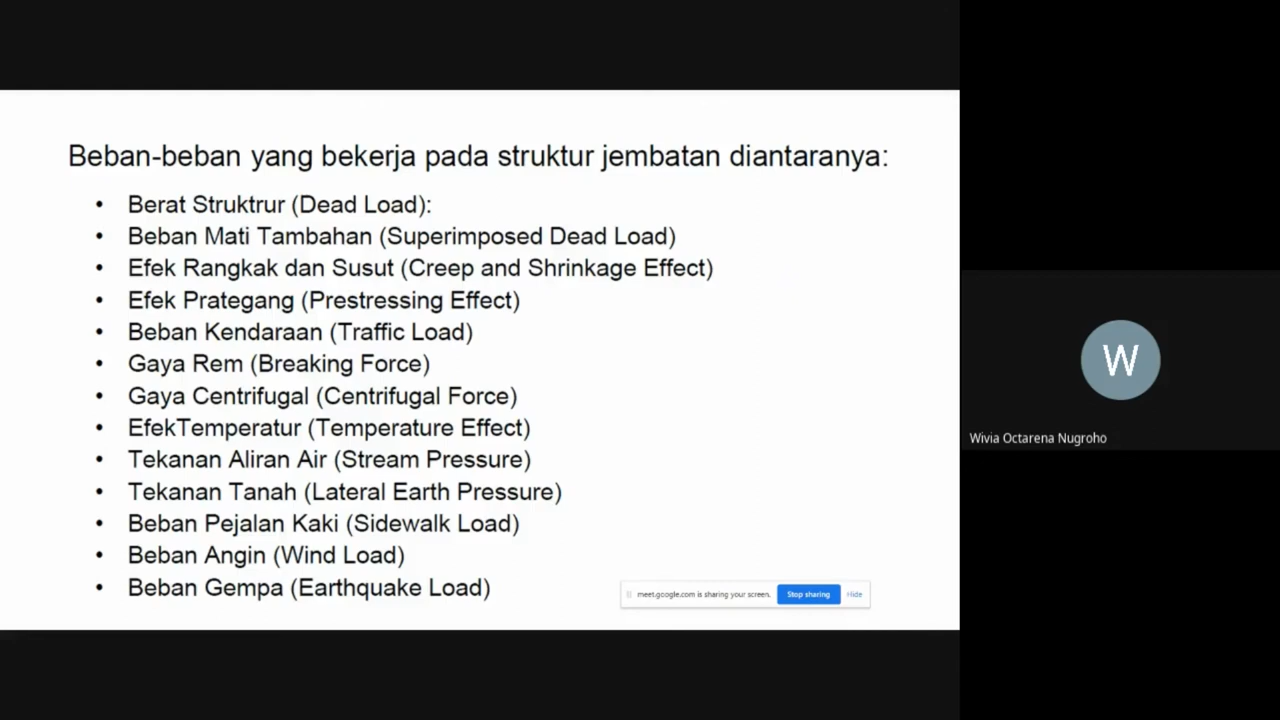 Beban-beban yang bekerja pada struktur jembatan diantaranya:
• Berat Struktrur (Dead Load):
• Beban Mati Tambahan (Superimposed Dead Load)
• Efek Rangkak dan Susut (Creep and Shrinkage Effect)
• Efek Prategang (Prestressing Effect)
• Beban Kendaraan (Traffic Load)
• Gaya Rem (Breaking Force)
• Gaya Centrifugal (Centrifugal Force)
• EfekTemperatur (Temperature Effect)
• Tekanan Aliran Air (Stream Pressure)
• Tekanan Tanah (Lateral Earth Pressure)
• Beban Pejalan Kaki (Sidewalk Load)
• Beban Angin (Wind Load)
• Beban Gempa (Earthquake Load)
meet.google.com is sharing your screen. Stop sharing Hide
W
Wivia Octarena Nugroho